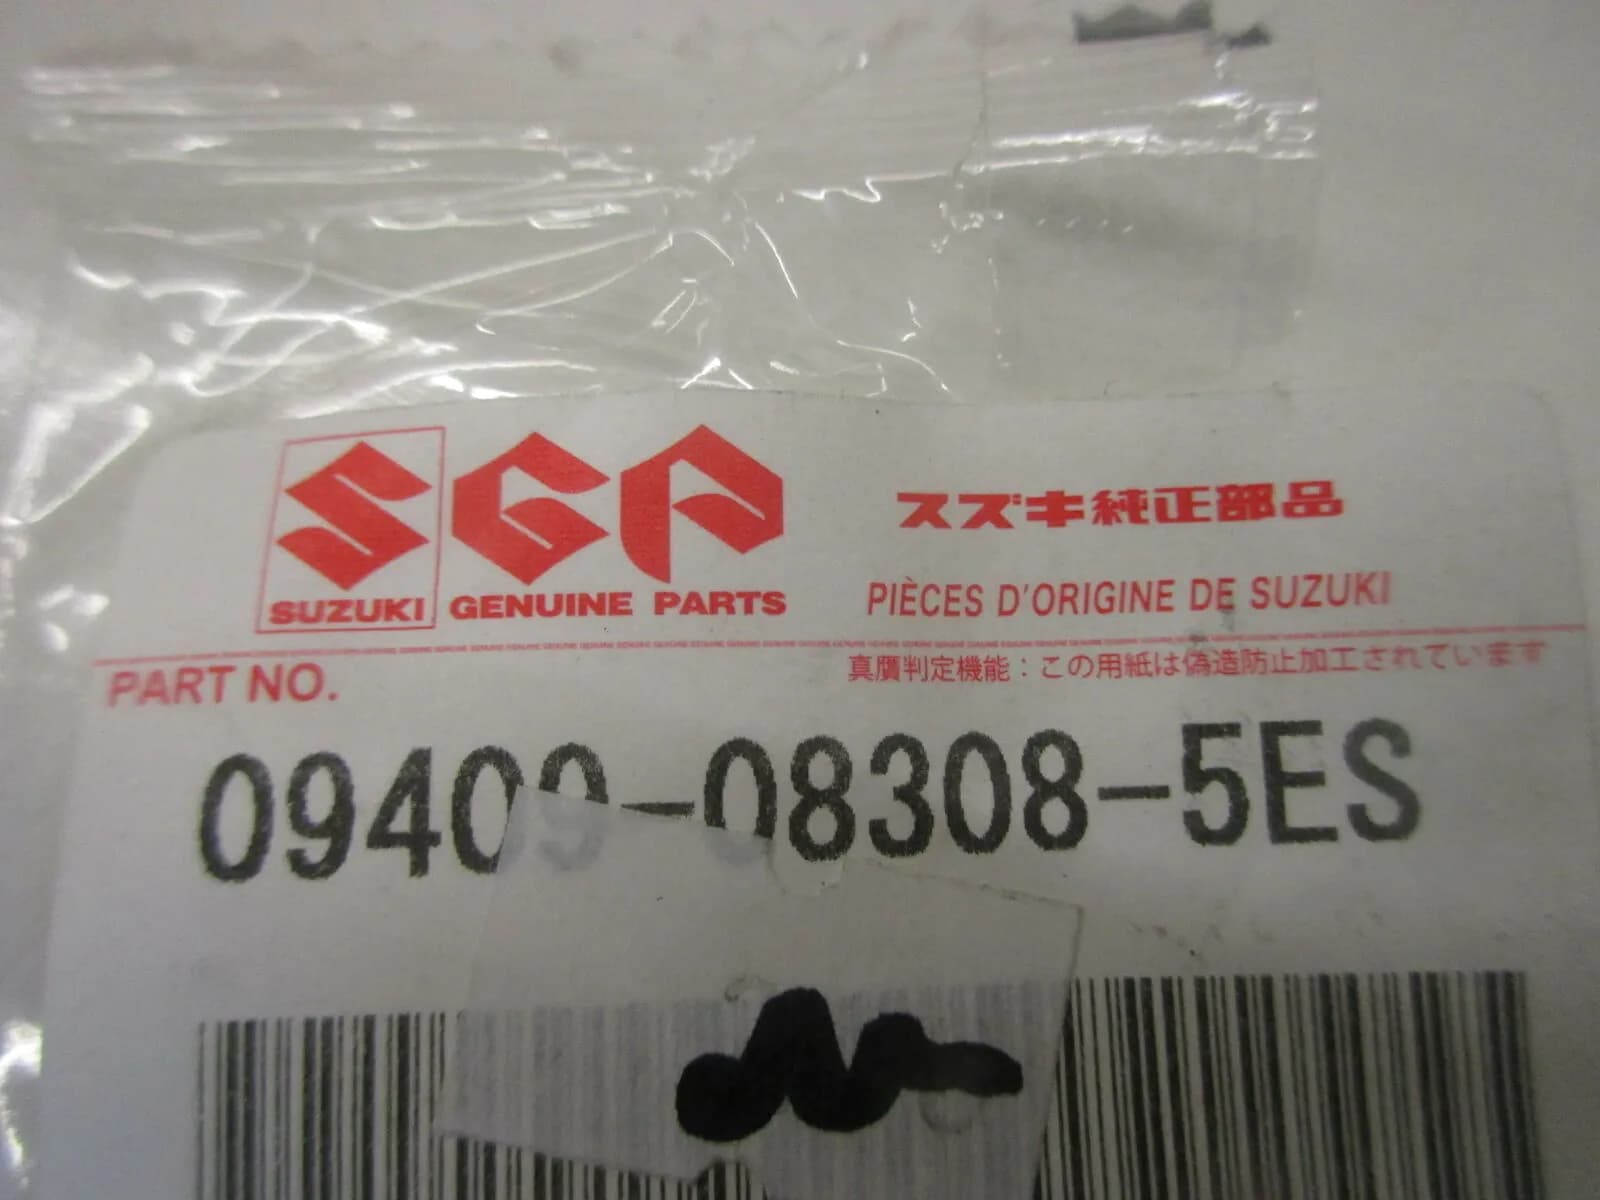 SGP
SUZUKI GENUINE PARTS
スズキ純正部品
PIÈCES D'ORIGINE DE SUZUKI
PART NO.
真贋判定機能：この用紙は偽造防止加工されています
09409-08308-5ES